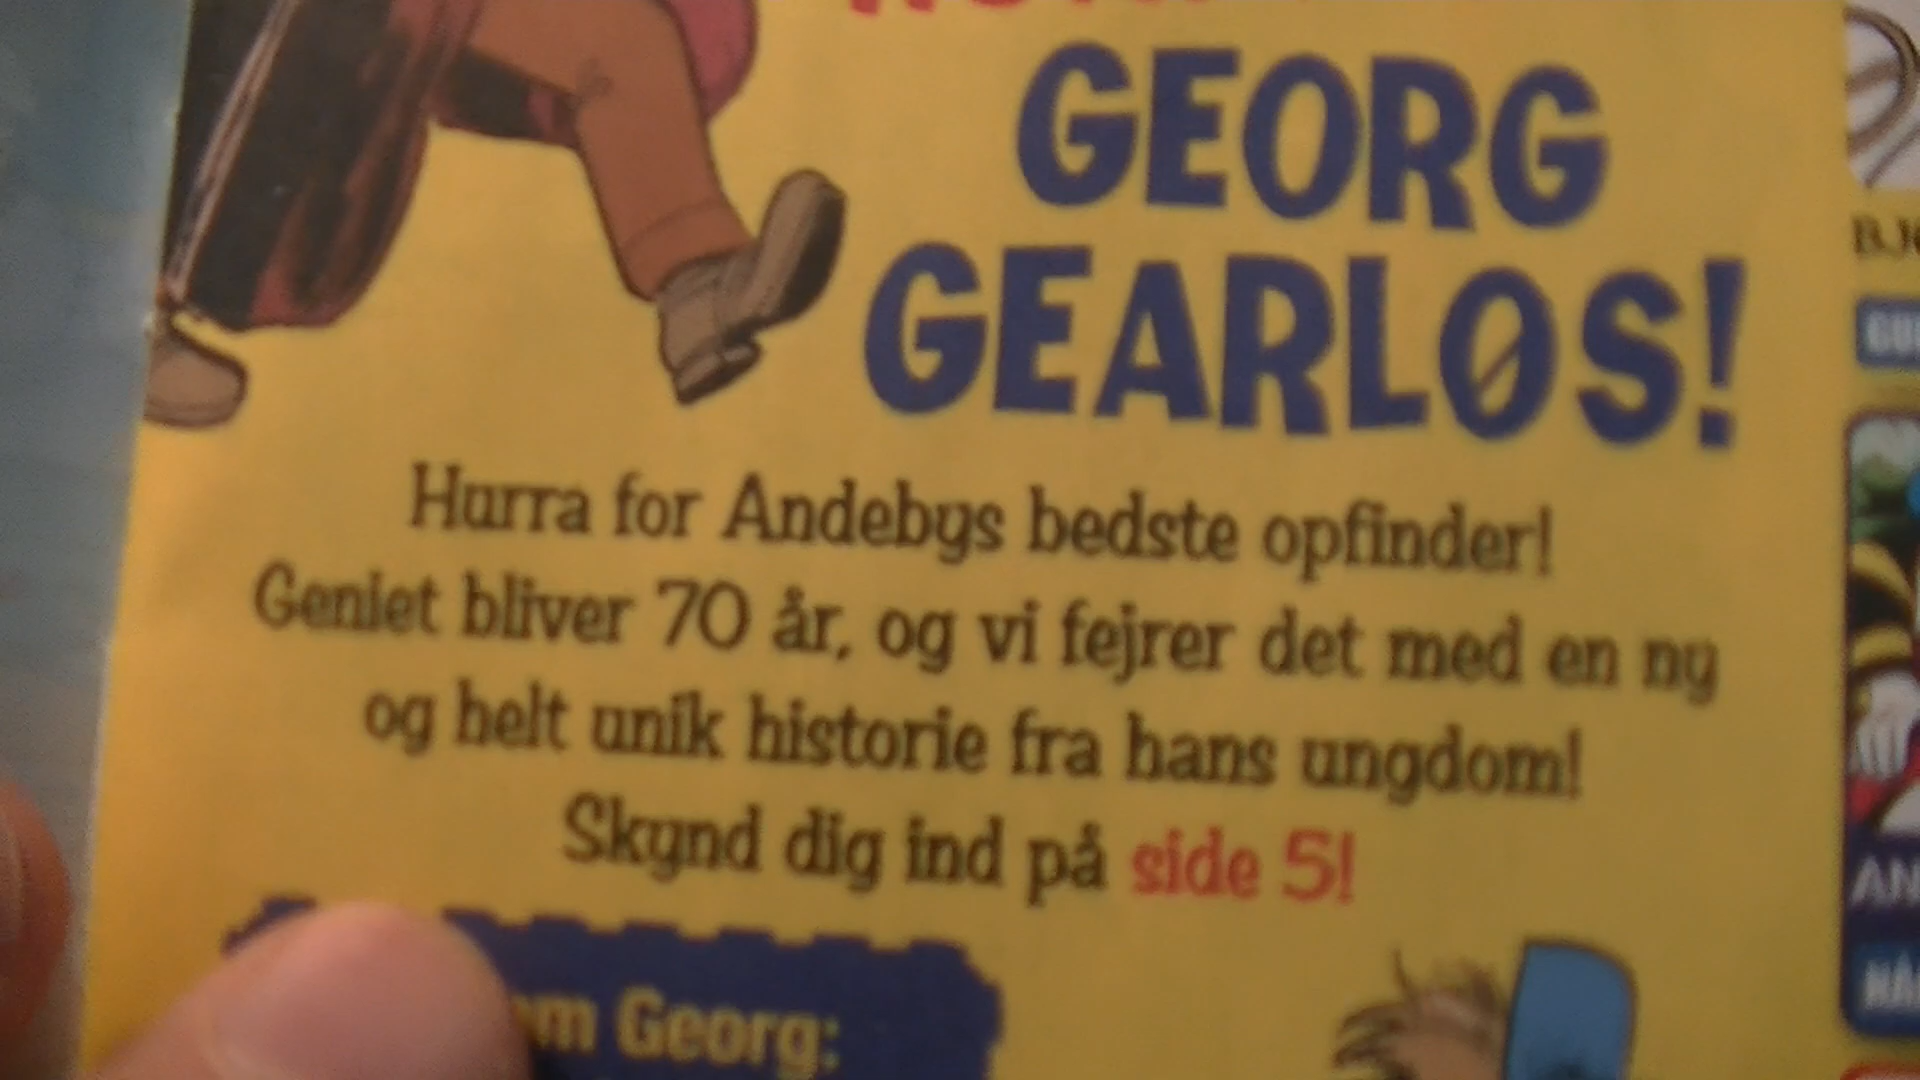 GEORG
GEARLØS!
Hurra for Andebys bedste opfinder!
Geniet bliver 70 år, og vi fejrer det med en ny
og helt unik historie fra hans ungdom!
Skynd dig ind på side 5!
Georg: